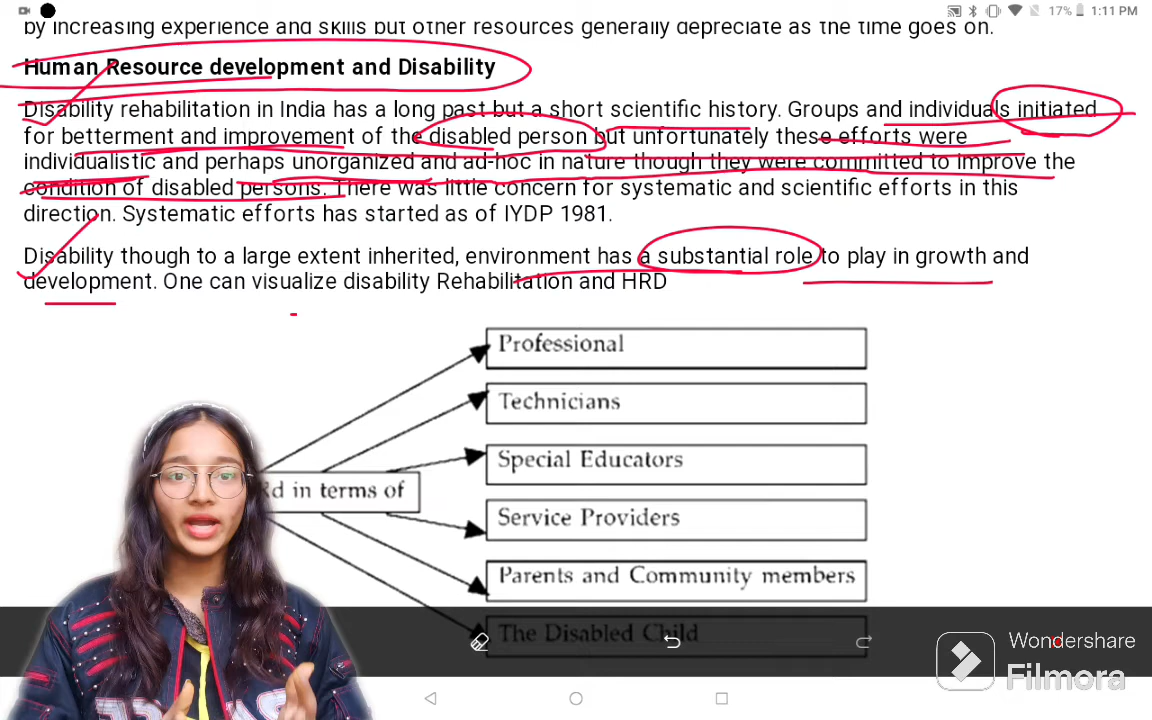 17% 1:11 PM
by increasing experience and skills but other resources generally depreciate as the time goes on.
Human Resource development and Disability
Disability rehabilitation in India has a long past but a short scientific history. Groups and individuals initiated
for betterment and improvement of the disabled person but unfortunately these efforts were
individualistic and perhaps unorganized and ad-hoc in nature though they were committed to improve the
condition of disabled persons. There was little concern for systematic and scientific efforts in this
direction. Systematic efforts has started as of IYDP 1981.
Disability though to a large extent inherited, environment has a substantial role to play in growth and
development. One can visualize disability Rehabilitation and HRD
Professional
Technicians
Special Educators
d in terms of
Service Providers
Parents and Community members
The Disabled Child
Wondershare
Filmora